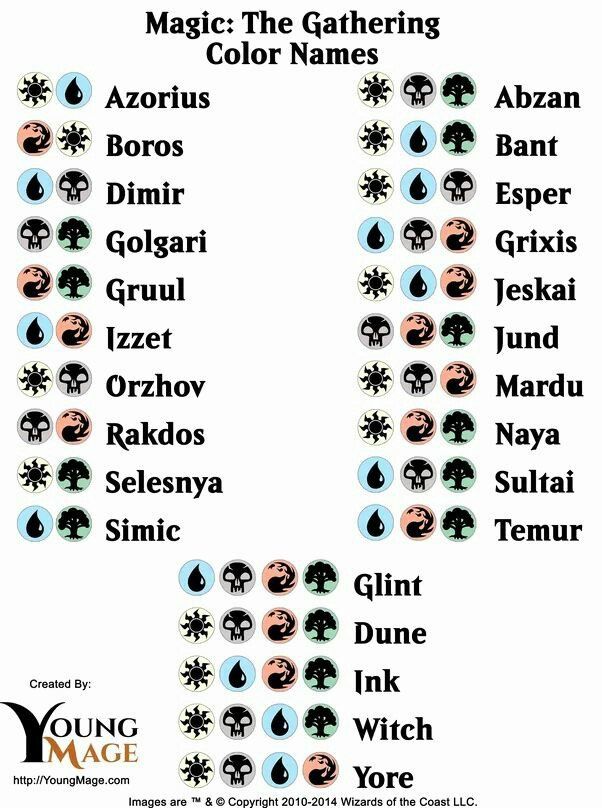 Magic: The Gathering
Color Names
Azorius
Boros
Dimir
Golgari
Gruul
Izzet
Orzhov
Rakdos
Selesnya
Simic
Abzan
Bant
Esper
Grixis
Jeskai
Jund
Mardu
Naya
Sultai
Temur
Glint
Dune
Ink
Witch
Yore
Created By:
YOUNG
MAGE
http://YoungMage.com
Images are ™ & © Copyright 2010-2014 Wizards of the Coast LLC.